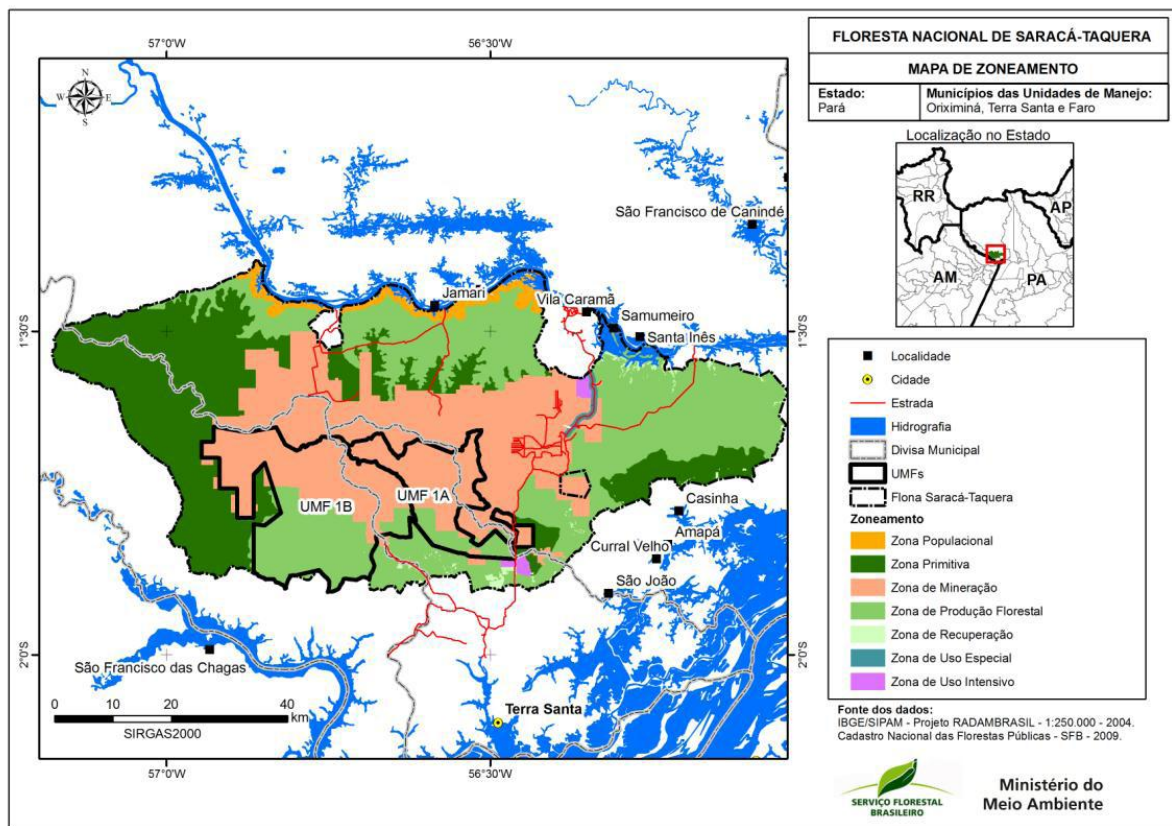 57°0'W
56°30'W
N
W
E
S
1°30'S
2°0'S
São Francisco de Canindé
Jamari
Vila Caramã
Samumeiro
Santa Inês
1°30'S
UMF 1B
UMF 1A
Casinha
Amapá
Curral Velho
São João
São Francisco das Chagas
Terra Santa
2°0'S
0
10
20
40
km
SIRGAS2000
57°0'W
56°30'W
FLORESTA NACIONAL DE SARACÁ-TAQUERA
MAPA DE ZONEAMENTO
Estado:
Pará
Municípios das Unidades de Manejo:
Oriximiná, Terra Santa e Faro
Localização no Estado
RR
AP
AM
PA
Localidade
Cidade
Estrada
Hidrografia
Divisa Municipal
UMFs
Flona Saracá-Taquera
Zoneamento
Zona Populacional
Zona Primitiva
Zona de Mineração
Zona de Produção Florestal
Zona de Recuperação
Zona de Uso Especial
Zona de Uso Intensivo
Fonte dos dados:
IBGE/SIPAM - Projeto RADAMBRASIL - 1:250.000 - 2004.
Cadastro Nacional das Florestas Públicas - SFB - 2009.
SERVIÇO FLORESTAL
BRASILEIRO
Ministério do
Meio Ambiente